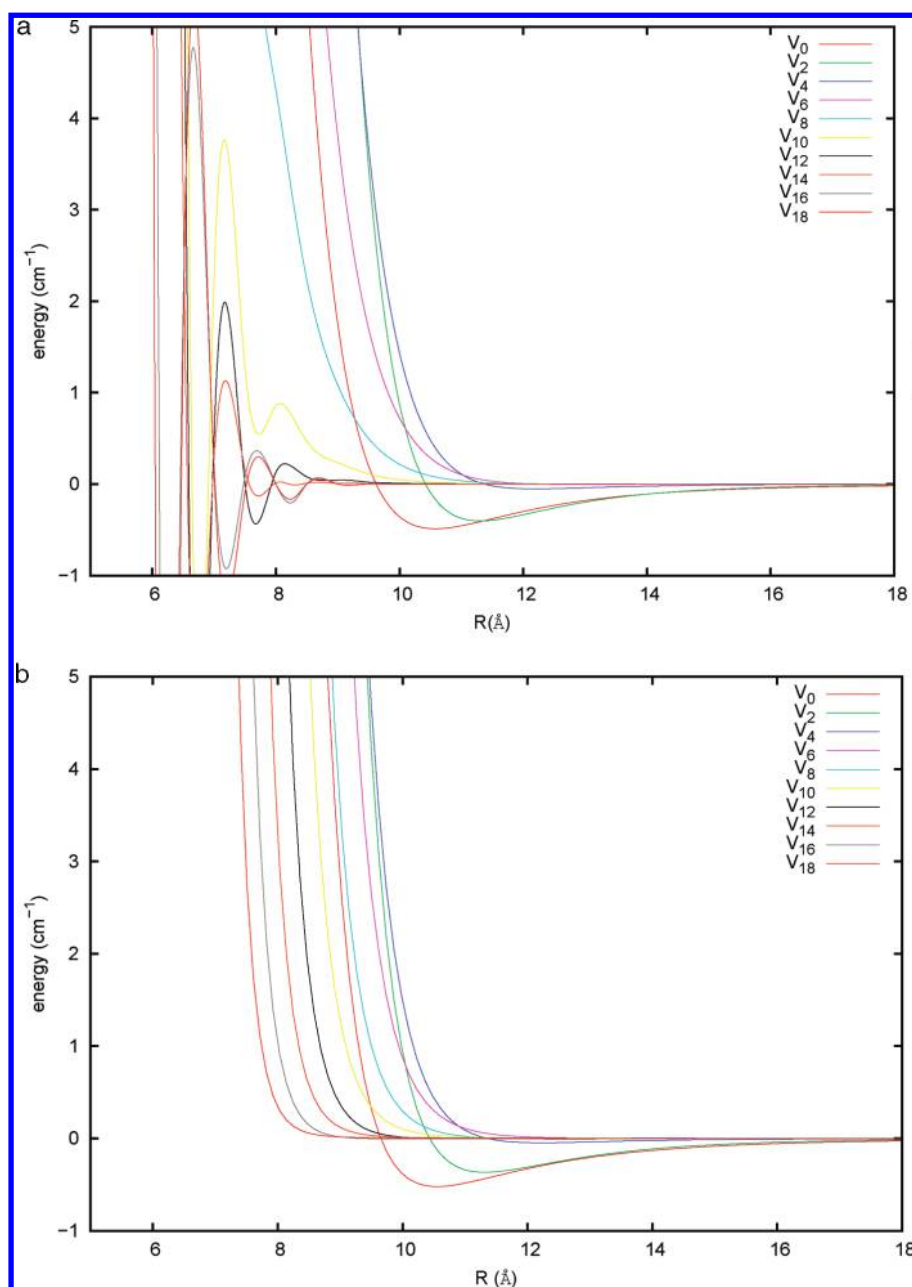 a
5
4
3
2
1
0
−1
energy (cm⁻¹)
6 8 10 12 14 16 18
R(Å)
V₀
V₂
V₄
V₆
V₈
V₁₀
V₁₂
V₁₄
V₁₆
V₁₈
b
5
4
3
2
1
0
−1
energy (cm⁻¹)
6 8 10 12 14 16 18
R (Å)
V₀
V₂
V₄
V₆
V₈
V₁₀
V₁₂
V₁₄
V₁₆
V₁₈